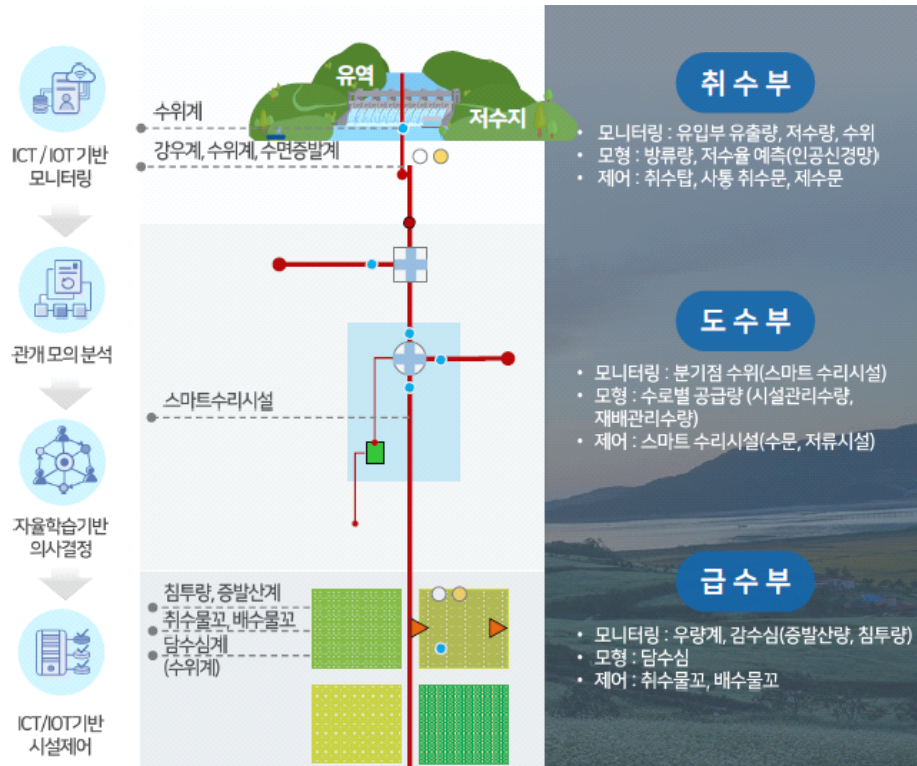 ICT / IOT 기반
모니터링
관개 모의 분석
자율학습기반
의사결정
ICT/IOT기반
시설제어
유역
저수지
수위계
강우계, 수위계, 수면증발계
스마트수리시설
침투량, 증발산계
취수물꼬, 배수물꼬
담수심계
(수위계)
취 수 부
• 모니터링 : 유입부 유출량, 저수량, 수위
• 모형 : 방류량, 저수율 예측(인공신경망)
• 제어 : 취수탑, 사통 취수문, 제수문
도 수 부
• 모니터링 : 분기점 수위(스마트 수리시설)
• 모형 : 수로별 공급량 (시설관리수량,
재배관리수량)
• 제어 : 스마트 수리시설(수문, 저류시설)
급 수 부
• 모니터링 : 우량계, 감수심(증발산량, 침투량)
• 모형 : 담수심
• 제어 : 취수물꼬, 배수물꼬